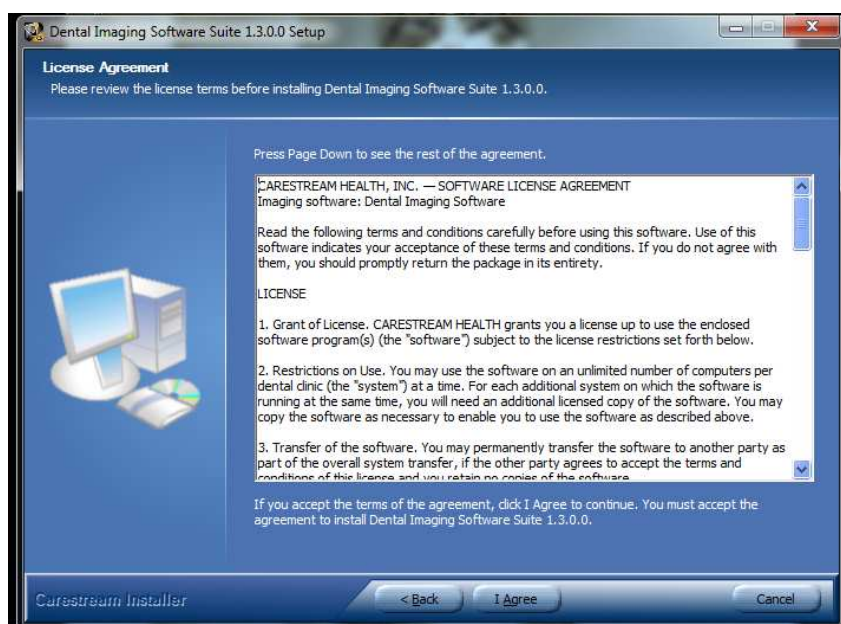 Dental Imaging Software Suite 1.3.0.0 Setup
License Agreement
Please review the license terms before installing Dental Imaging Software Suite 1.3.0.0.
Press Page Down to see the rest of the agreement.
CARESTREAM HEALTH, INC. — SOFTWARE LICENSE AGREEMENT
Imaging software: Dental Imaging Software
Read the following terms and conditions carefully before using this software. Use of this
software indicates your acceptance of these terms and conditions. If you do not agree with
them, you should promptly return the package in its entirety.
LICENSE
1. Grant of License. CARESTREAM HEALTH grants you a license up to use the enclosed
software program(s) (the "software") subject to the license restrictions set forth below.
2. Restrictions on Use. You may use the software on an unlimited number of computers per
dental clinic (the "system") at a time. For each additional system on which the software is
running at the same time, you will need an additional licensed copy of the software. You may
copy the software as necessary to enable you to use the software as described above.
3. Transfer of the software. You may permanently transfer the software to another party as
part of the overall system transfer, if the other party agrees to accept the terms and
conditions of this license and you retain no copies of the software
If you accept the terms of the agreement, click I Agree to continue. You must accept the
agreement to install Dental Imaging Software Suite 1.3.0.0.
Carestream Installer
< Back
I Agree
Cancel